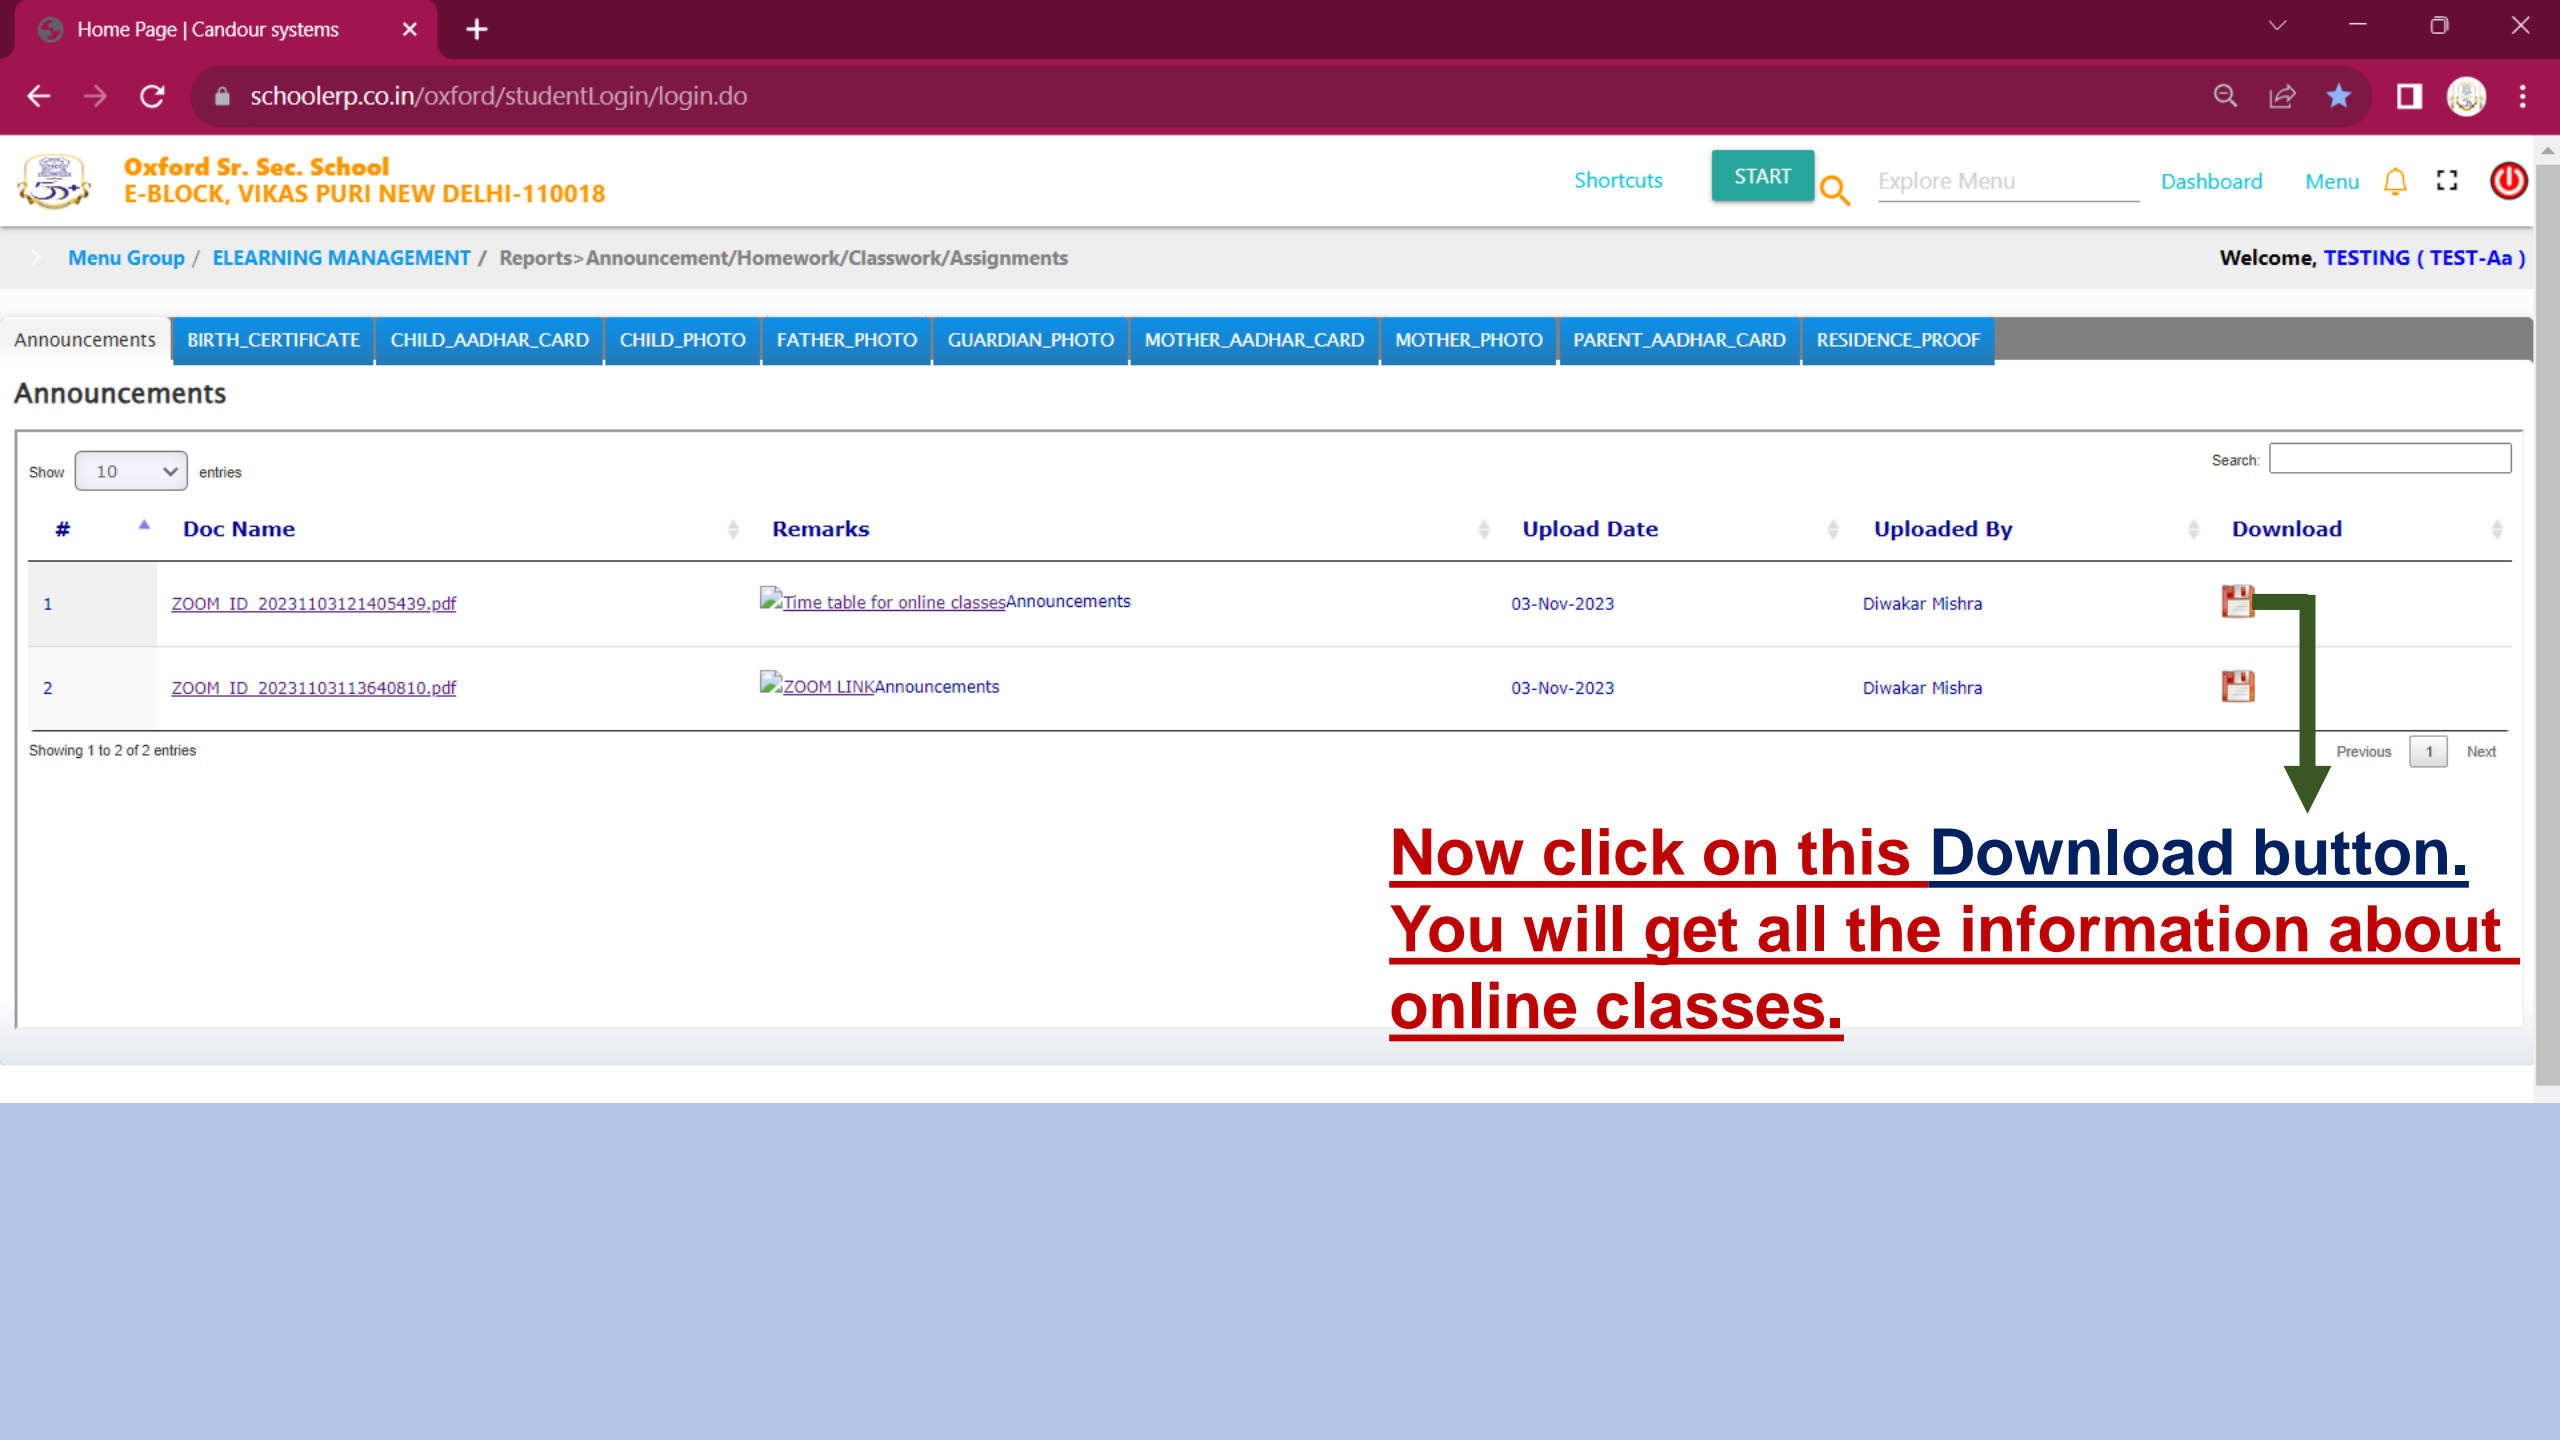 Home Page | Candour systems
schoolerp.co.in/oxford/studentLogin/login.do
Oxford Sr. Sec. School
E-BLOCK, VIKAS PURI NEW DELHI-110018
Shortcuts START Explore Menu Dashboard Menu
Menu Group / ELEARNING MANAGEMENT / Reports>Announcement/Homework/Classwork/Assignments
Welcome, TESTING ( TEST-Aa )
Announcements BIRTH_CERTIFICATE CHILD_AADHAR_CARD CHILD_PHOTO FATHER_PHOTO GUARDIAN_PHOTO MOTHER_AADHAR_CARD MOTHER_PHOTO PARENT_AADHAR_CARD RESIDENCE_PROOF
Announcements
Show 10 entries Search:
# Doc Name Remarks Upload Date Uploaded By Download
1 ZOOM_ID_20231103121405439.pdf Time table for online classesAnnouncements 03-Nov-2023 Diwakar Mishra
2 ZOOM_ID_20231103113640810.pdf ZOOM LINKAnnouncements 03-Nov-2023 Diwakar Mishra
Showing 1 to 2 of 2 entries Previous 1 Next
Now click on this Download button.
You will get all the information about
online classes.